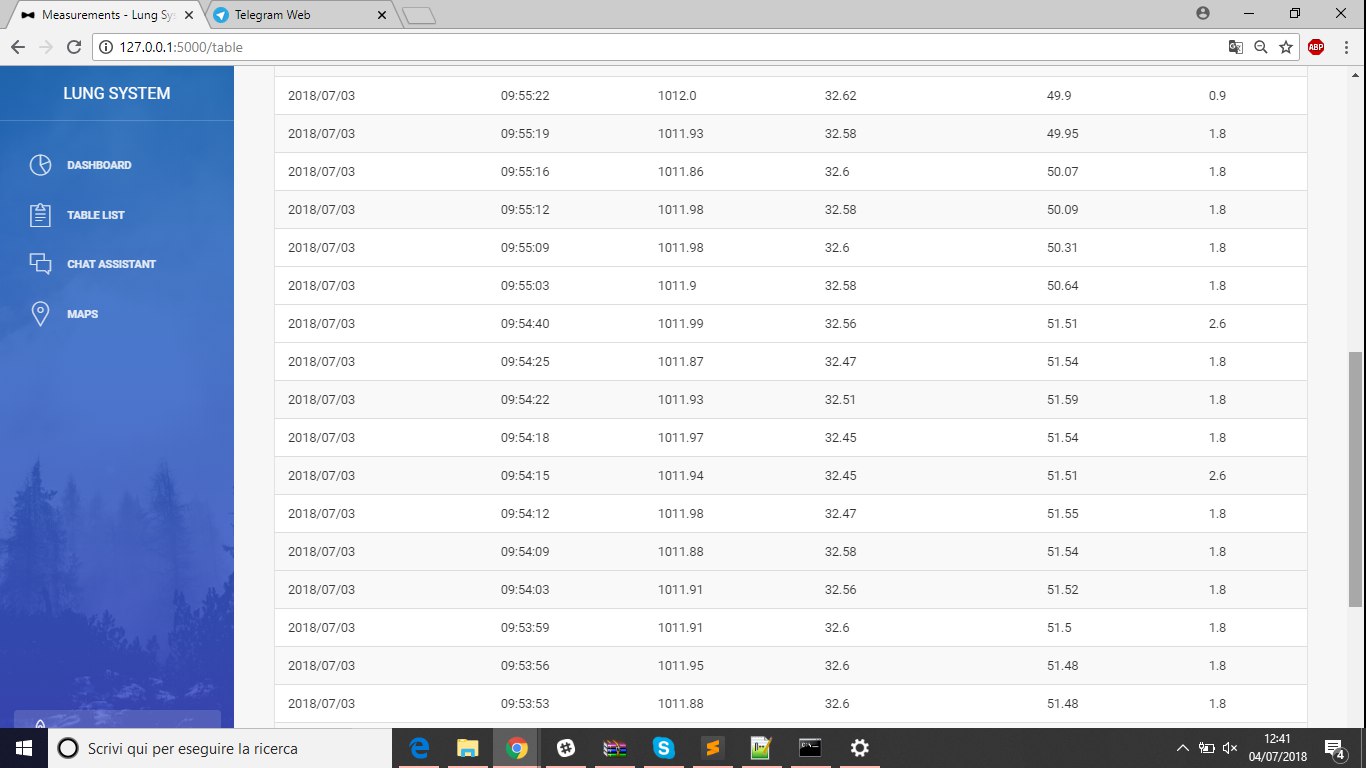 Measurements - Lung Sys
Telegram Web
127.0.0.1:5000/table
ABP
LUNG SYSTEM
DASHBOARD
TABLE LIST
CHAT ASSISTANT
MAPS
2018/07/03 09:55:22 1012.0 32.62 49.9 0.9
2018/07/03 09:55:19 1011.93 32.58 49.95 1.8
2018/07/03 09:55:16 1011.86 32.6 50.07 1.8
2018/07/03 09:55:12 1011.98 32.58 50.09 1.8
2018/07/03 09:55:09 1011.98 32.6 50.31 1.8
2018/07/03 09:55:03 1011.9 32.58 50.64 1.8
2018/07/03 09:54:40 1011.99 32.56 51.51 2.6
2018/07/03 09:54:25 1011.87 32.47 51.54 1.8
2018/07/03 09:54:22 1011.93 32.51 51.59 1.8
2018/07/03 09:54:18 1011.97 32.45 51.54 1.8
2018/07/03 09:54:15 1011.94 32.45 51.51 2.6
2018/07/03 09:54:12 1011.98 32.47 51.55 1.8
2018/07/03 09:54:09 1011.88 32.58 51.54 1.8
2018/07/03 09:54:03 1011.91 32.56 51.52 1.8
2018/07/03 09:53:59 1011.91 32.6 51.5 1.8
2018/07/03 09:53:56 1011.95 32.6 51.48 1.8
2018/07/03 09:53:53 1011.88 32.6 51.48 1.8
Scrivi qui per eseguire la ricerca
12:41
04/07/2018
4